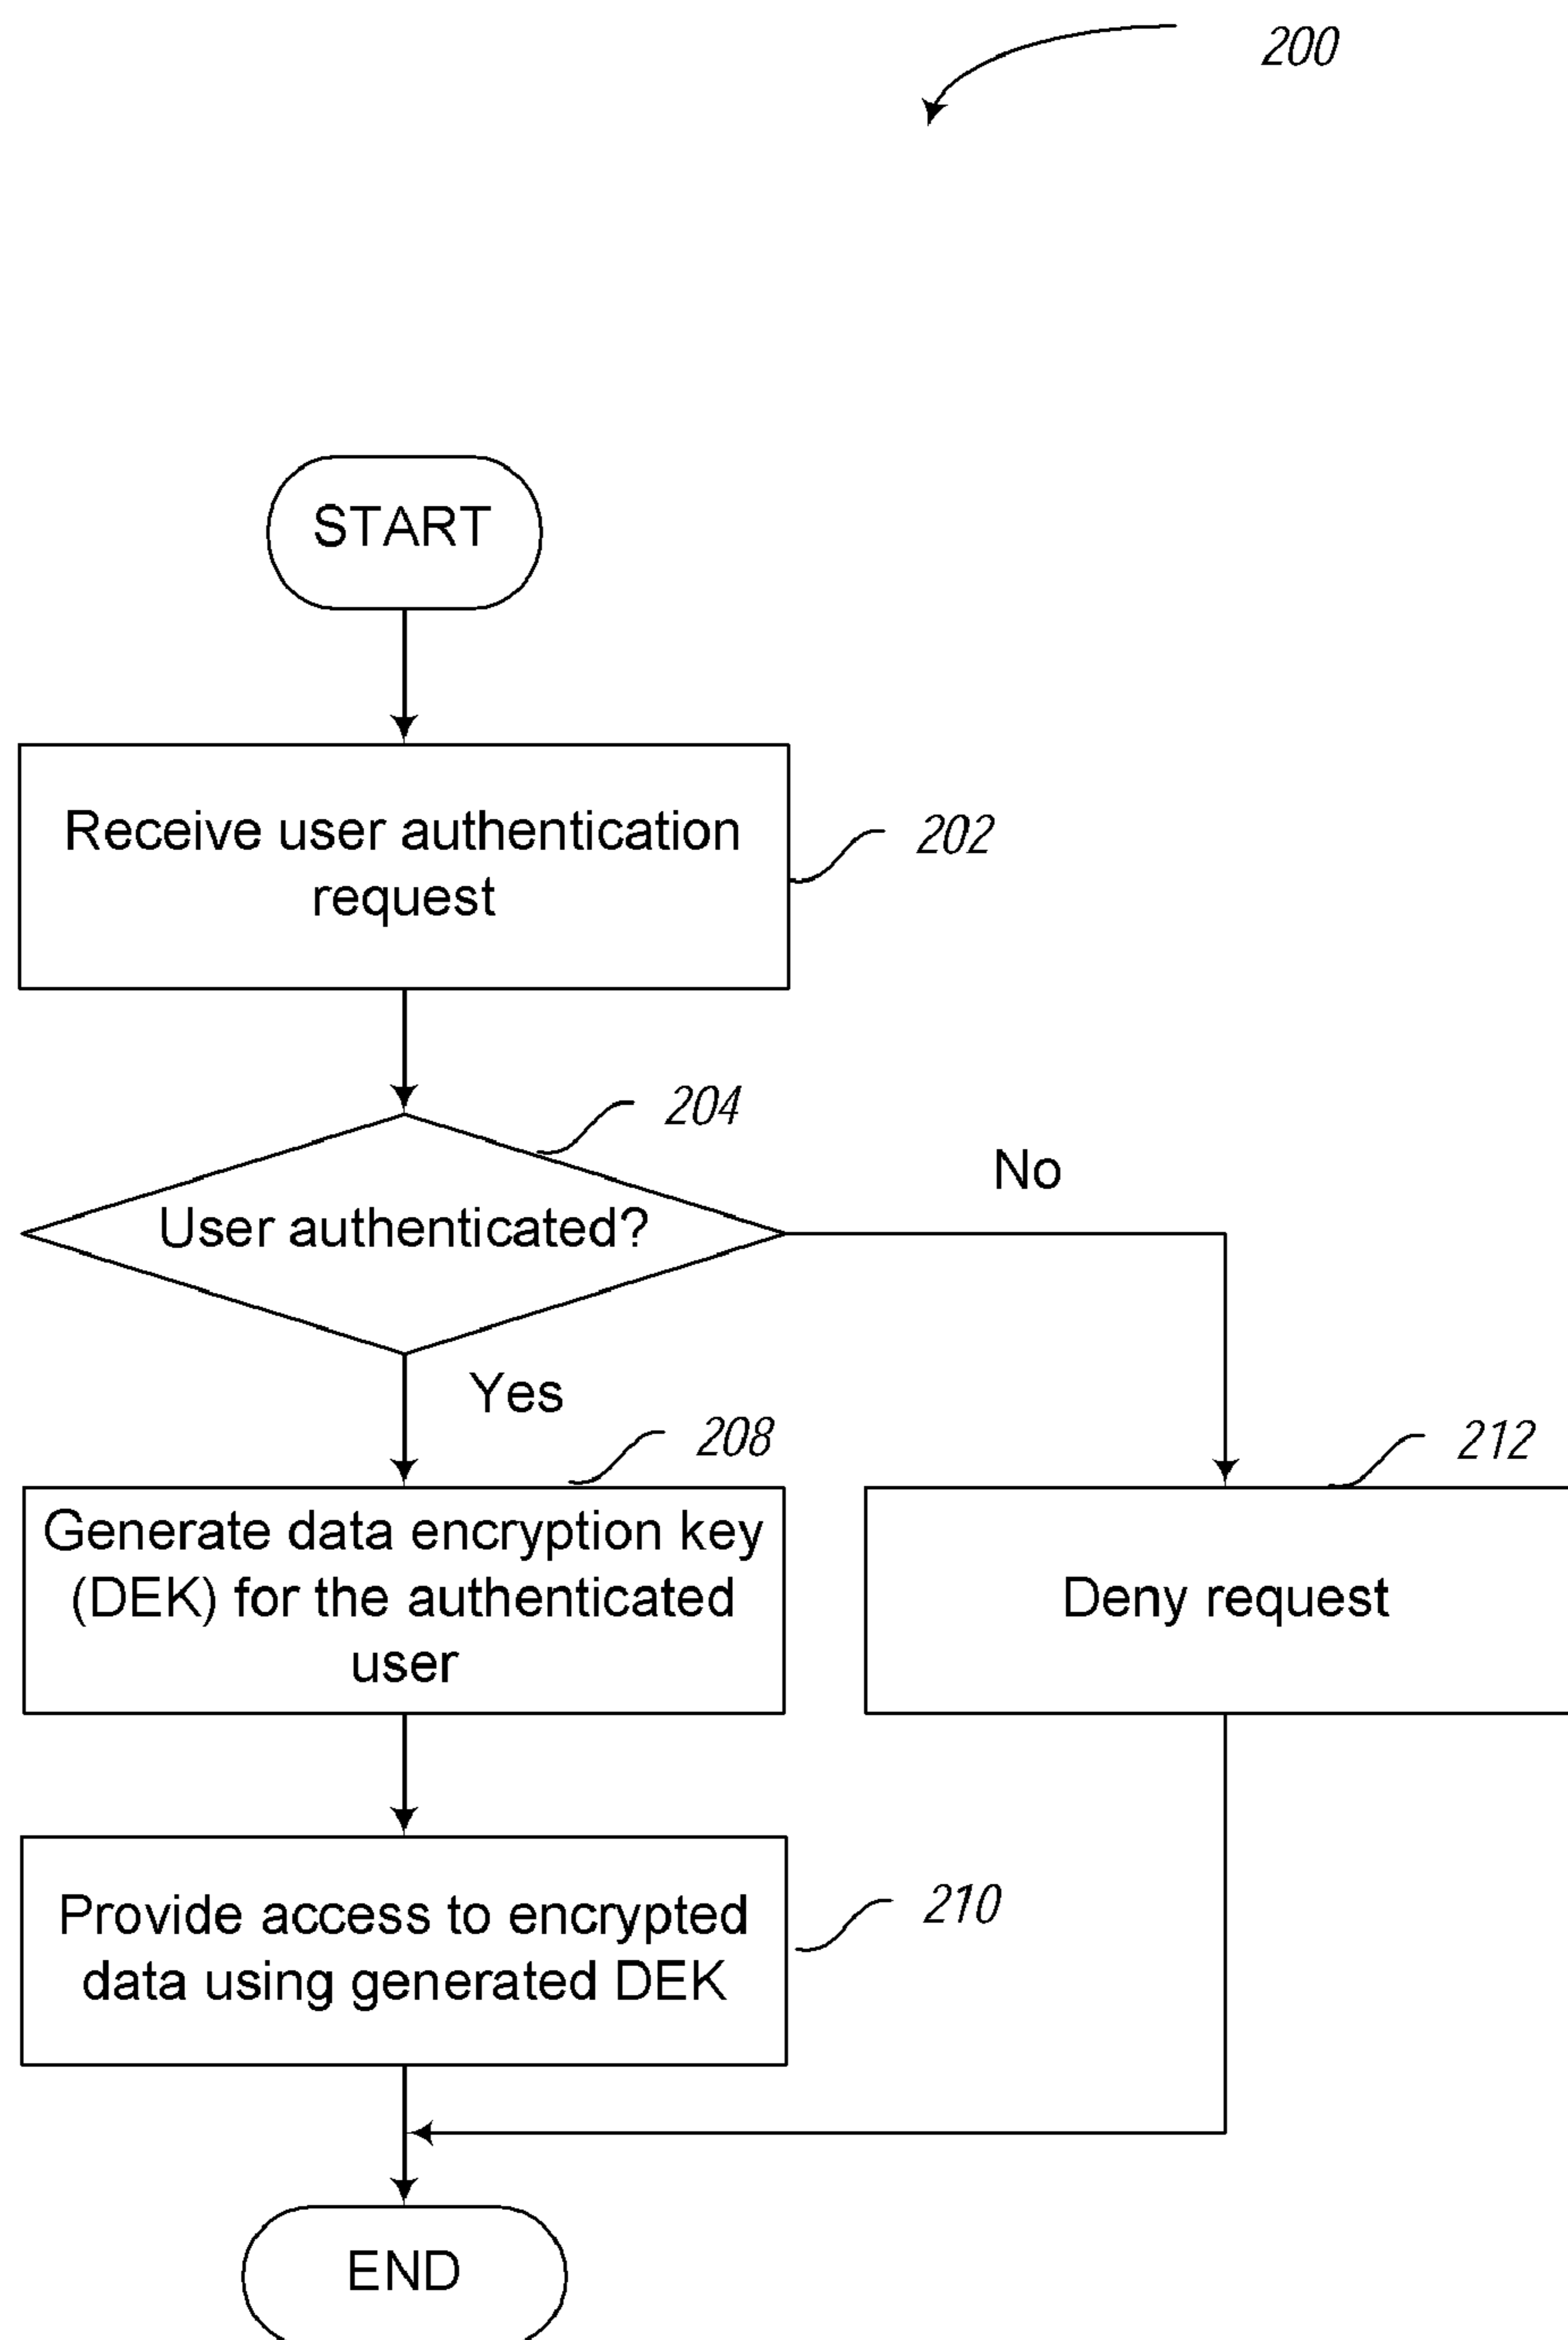 200
START
Receive user authentication
request
202
204
User authenticated?
No
Yes
208
Generate data encryption key
(DEK) for the authenticated
user
212
Deny request
Provide access to encrypted
data using generated DEK
210
END